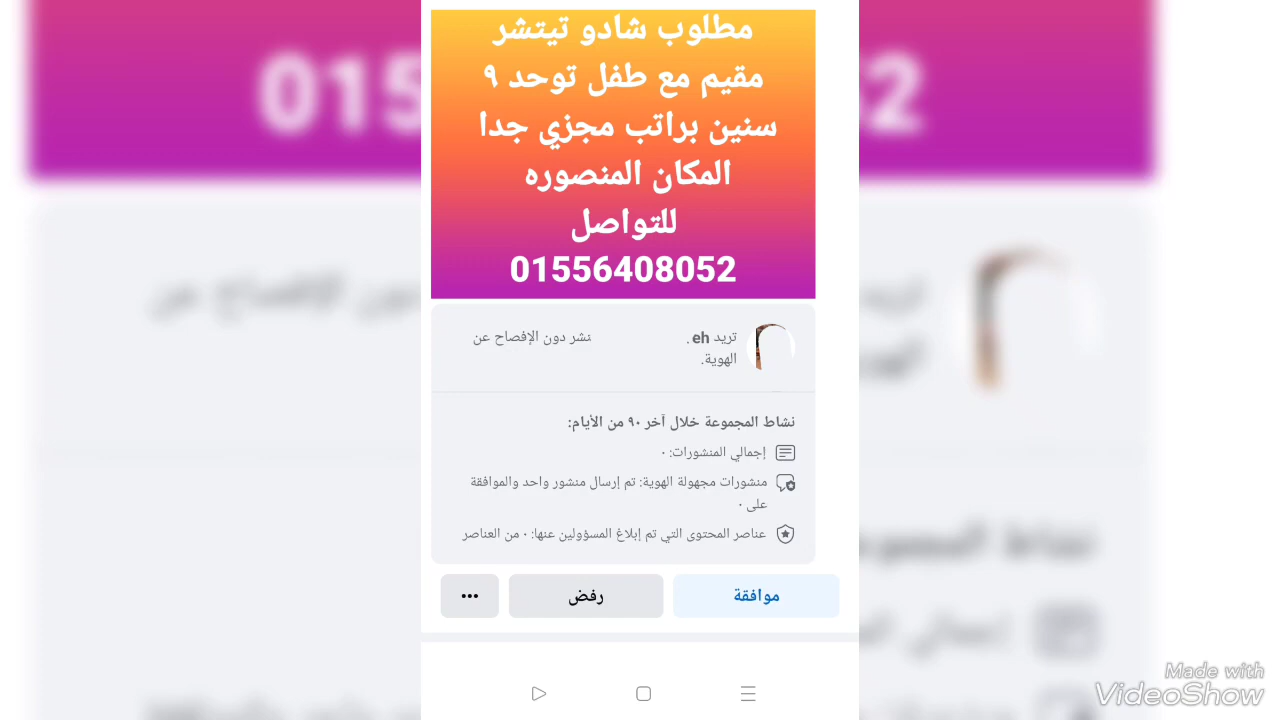 مطلوب شادو تيتشر
مقيم مع طفل توحد ٩
سنين براتب مجزي جدا
المكان المنصوره
للتواصل
01556408052
تريد eh . نشر دون الإفصاح عن
الهوية.
نشاط المجموعة خلال آخر ٩٠ من الأيام:
إجمالي المنشورات: ٠
منشورات مجهولة الهوية: تم إرسال منشور واحد والموافقة
على ٠
عناصر المحتوى التي تم إبلاغ المسؤولين عنها: ٠ من العناصر
موافقة
رفض
Made with
VideoShow